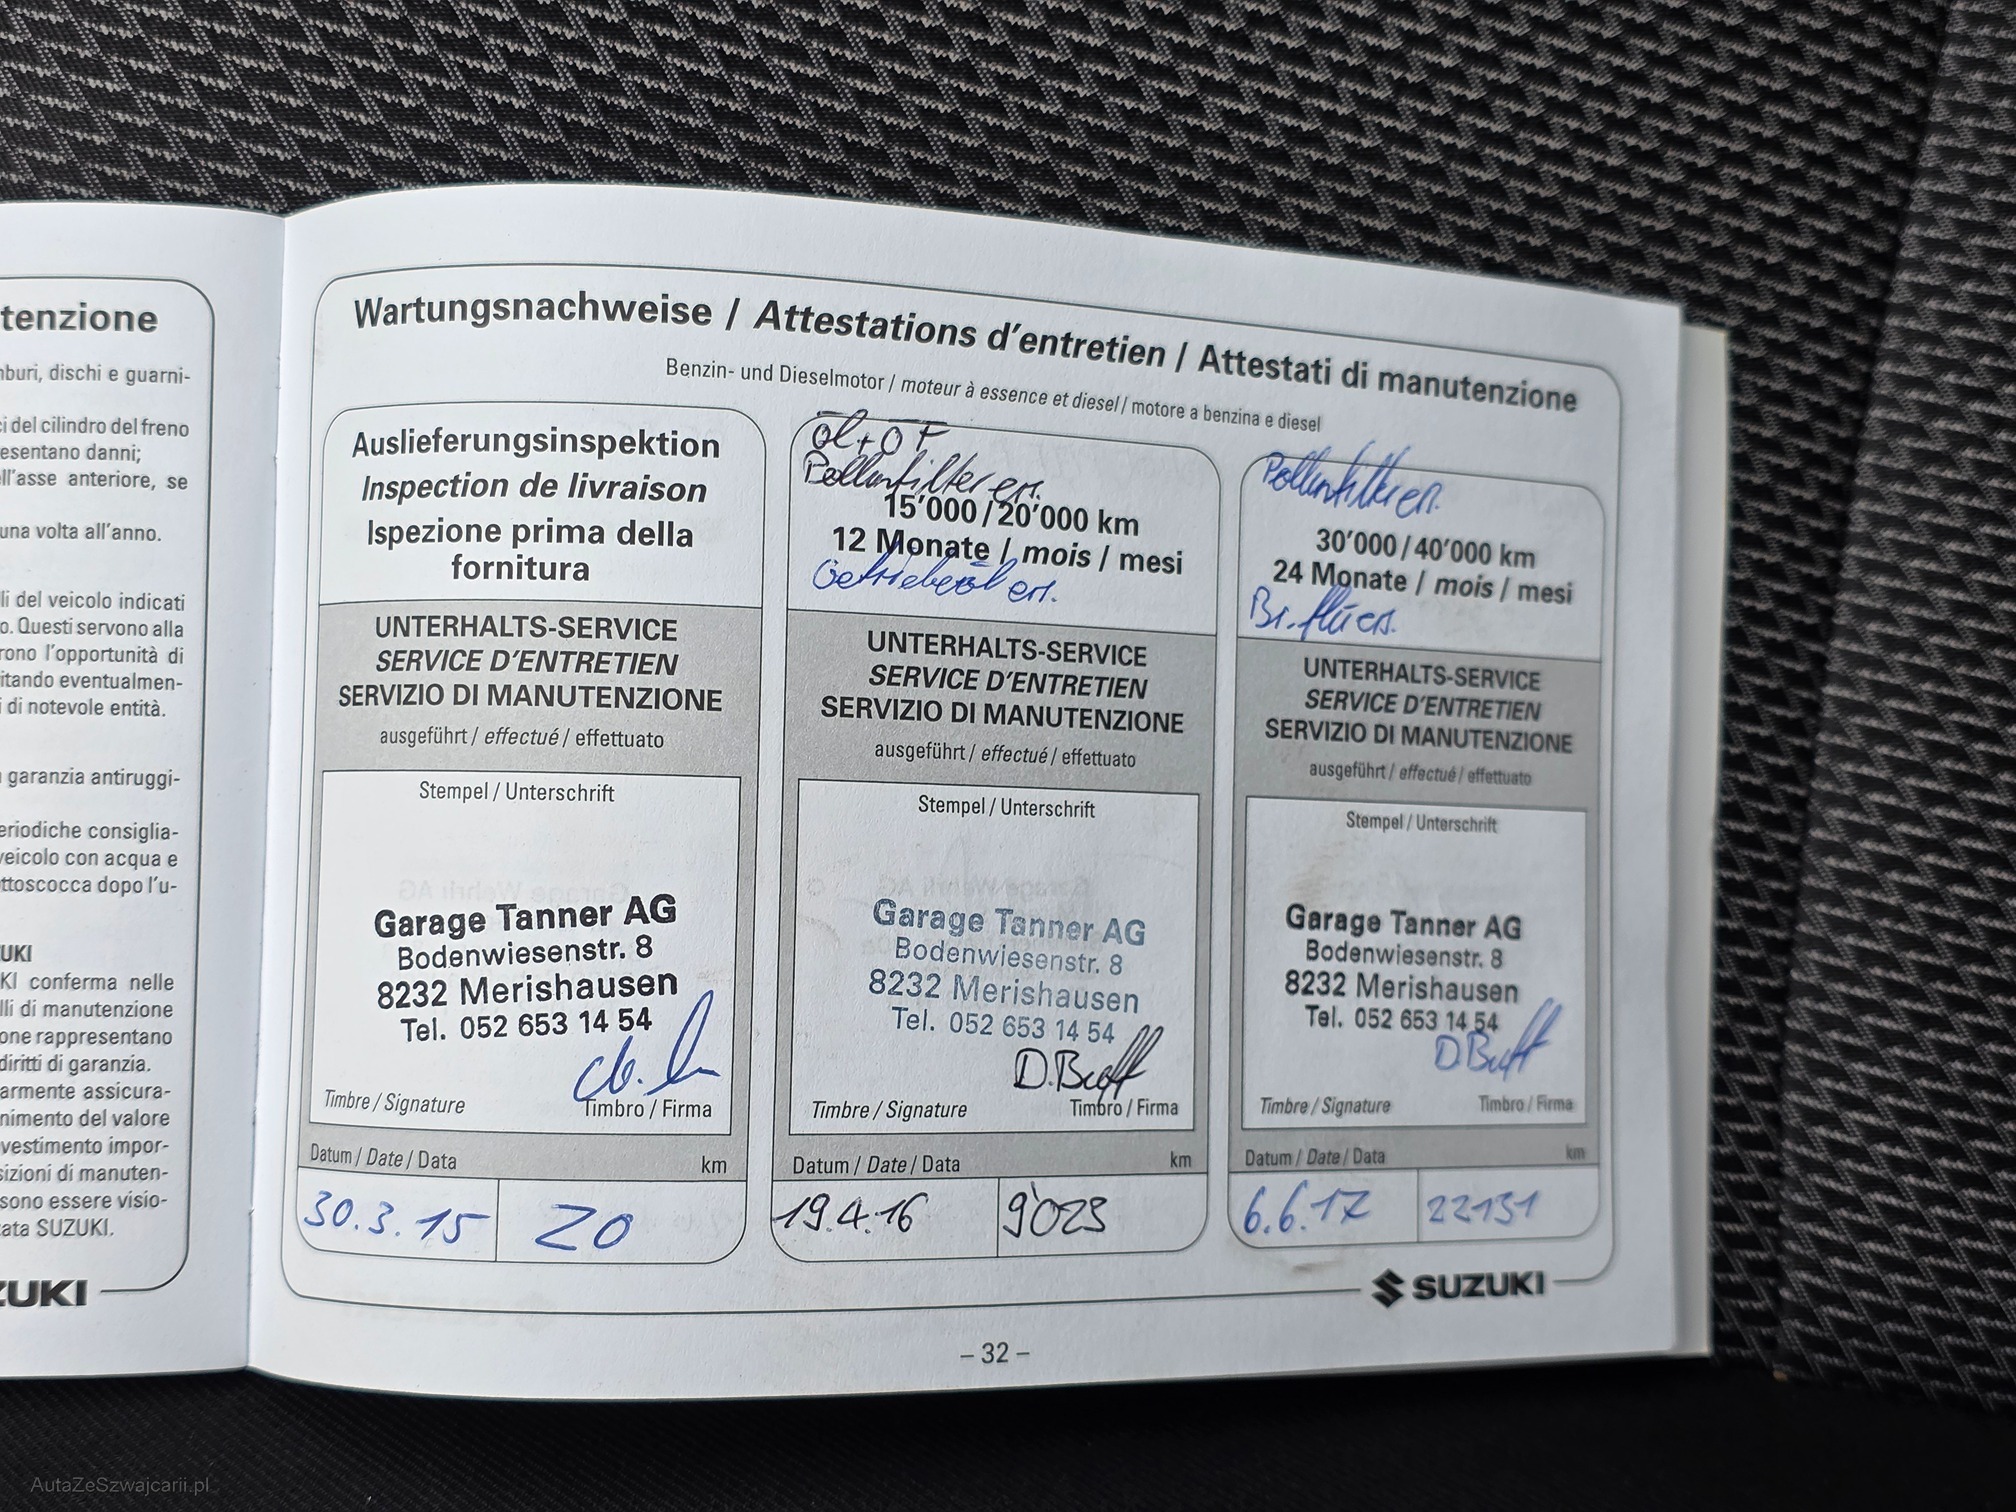 tenzione
nburi, dischi e guarni-
ci del cilindro del freno
esentano danni;
ell'asse anteriore, se
una volta all'anno.
li del veicolo indicati
o. Questi servono alla
rono l'opportunità di
itando eventualmen-
i di notevole entità.
garanzia antiruggi-
eriodiche consiglia-
veicolo con acqua e
ttoscocca dopo l'u-
UKI
KI conferma nelle
lli di manutenzione
one rappresentano
diritti di garanzia.
armente assicura-
nimento del valore
vestimento impor-
sizioni di manuten-
sono essere visio-
ata SUZUKI.
ZUKI
Wartungsnachweise / Attestations d'entretien / Attestati di manutenzione
Benzin- und Dieselmotor / moteur à essence et diesel / motore a benzina e diesel
Auslieferungsinspektion
Inspection de livraison
Ispezione prima della
fornitura
UNTERHALTS-SERVICE
SERVICE D'ENTRETIEN
SERVIZIO DI MANUTENZIONE
ausgeführt / effectué / effettuato
Stempel / Unterschrift
Garage Tanner AG
Bodenwiesenstr. 8
8232 Merishausen
Tel. 052 653 14 54
Timbre / Signature Timbro / Firma
Datum / Date / Data km
30.3.15 20
Öl + ÖF
Pollenfilter ers.
15'000 / 20'000 km
12 Monate / mois / mesi
Getriebeöl ers.
UNTERHALTS-SERVICE
SERVICE D'ENTRETIEN
SERVIZIO DI MANUTENZIONE
ausgeführt / effectué / effettuato
Stempel / Unterschrift
Garage Tanner AG
Bodenwiesenstr. 8
8232 Merishausen
Tel. 052 653 14 54
D. Buff
Timbre / Signature Timbro / Firma
Datum / Date / Data km
19.4.16 9'023
Pollenfilter ers.
30'000 / 40'000 km
24 Monate / mois / mesi
Br. flü ers.
UNTERHALTS-SERVICE
SERVICE D'ENTRETIEN
SERVIZIO DI MANUTENZIONE
ausgeführt / effectué / effettuato
Stempel / Unterschrift
Garage Tanner AG
Bodenwiesenstr. 8
8232 Merishausen
Tel. 052 653 14 54
D Buff
Timbre / Signature Timbro / Firma
Datum / Date / Data km
6.6.17 22151
SUZUKI
– 32 –
AutaZeSzwajcarii.pl